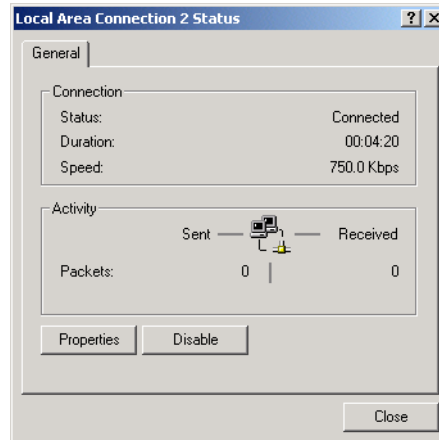 Local Area Connection 2 Status
General
Connection
Status: Connected
Duration: 00:04:20
Speed: 750.0 Kbps
Activity
Sent Received
Packets: 0 0
Properties Disable
Close